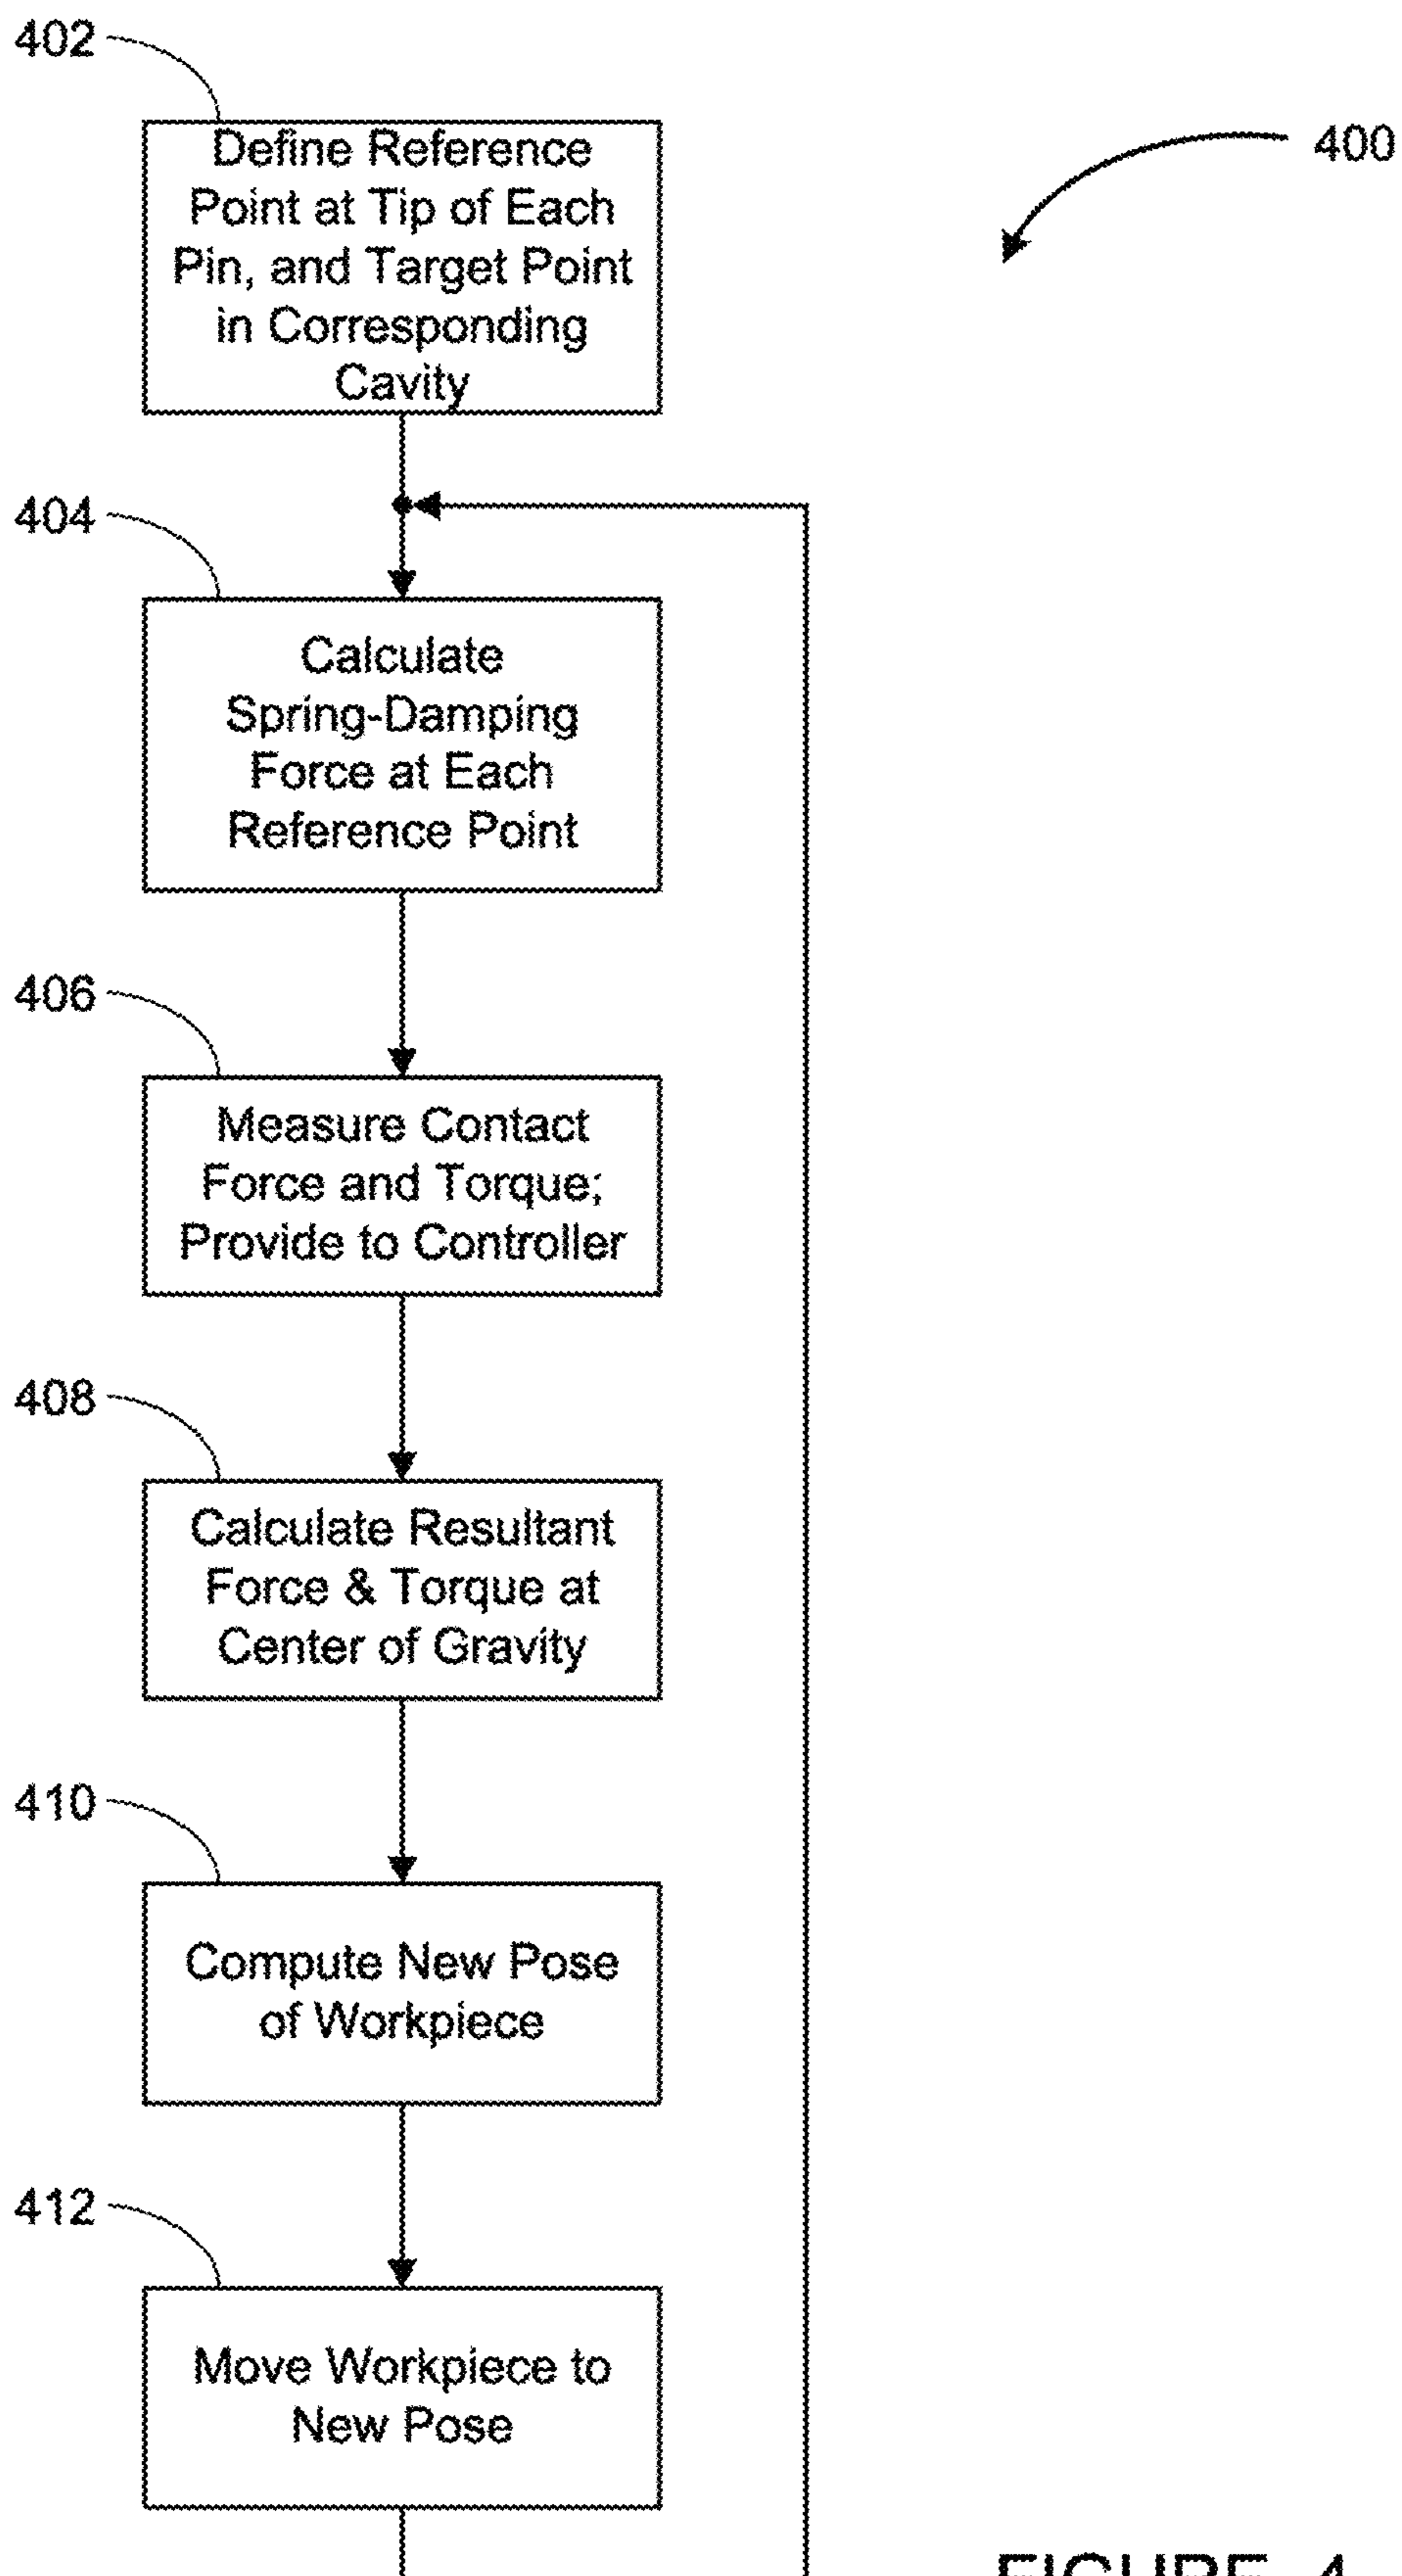 402
400
Define Reference
Point at Tip of Each
Pin, and Target Point
in Corresponding
Cavity
404
Calculate
Spring-Damping
Force at Each
Reference Point
406
Measure Contact
Force and Torque;
Provide to Controller
408
Calculate Resultant
Force & Torque at
Center of Gravity
410
Compute New Pose
of Workpiece
412
Move Workpiece to
New Pose
FIGURE 4